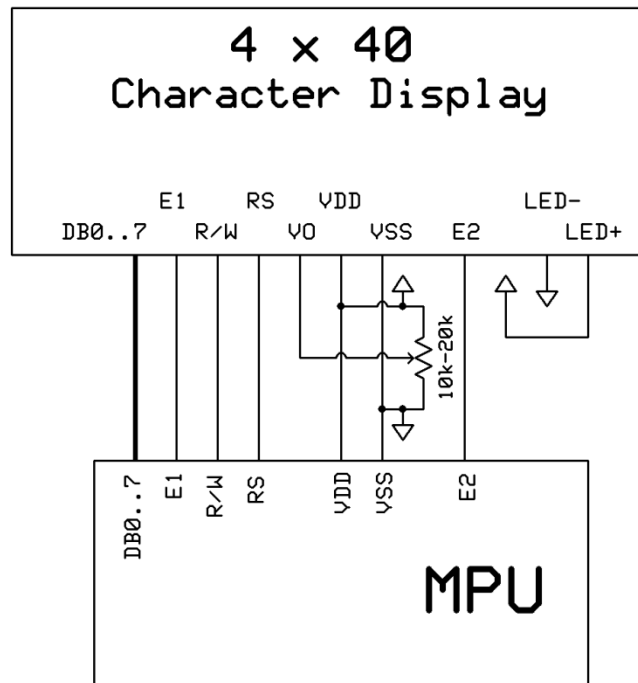 4 x 40
Character Display
E1 RS VDD LED-
DB0..7 R/W VO VSS E2 LED+
10k-20k
DB0..7 E1 R/W RS VDD VSS E2
MPU